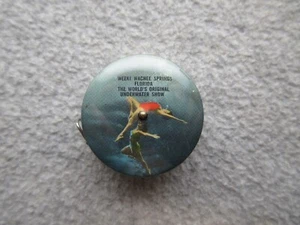 WEEKI WACHEE SPRINGS
FLORIDA
THE WORLD'S ORIGINAL
UNDERWATER SHOW